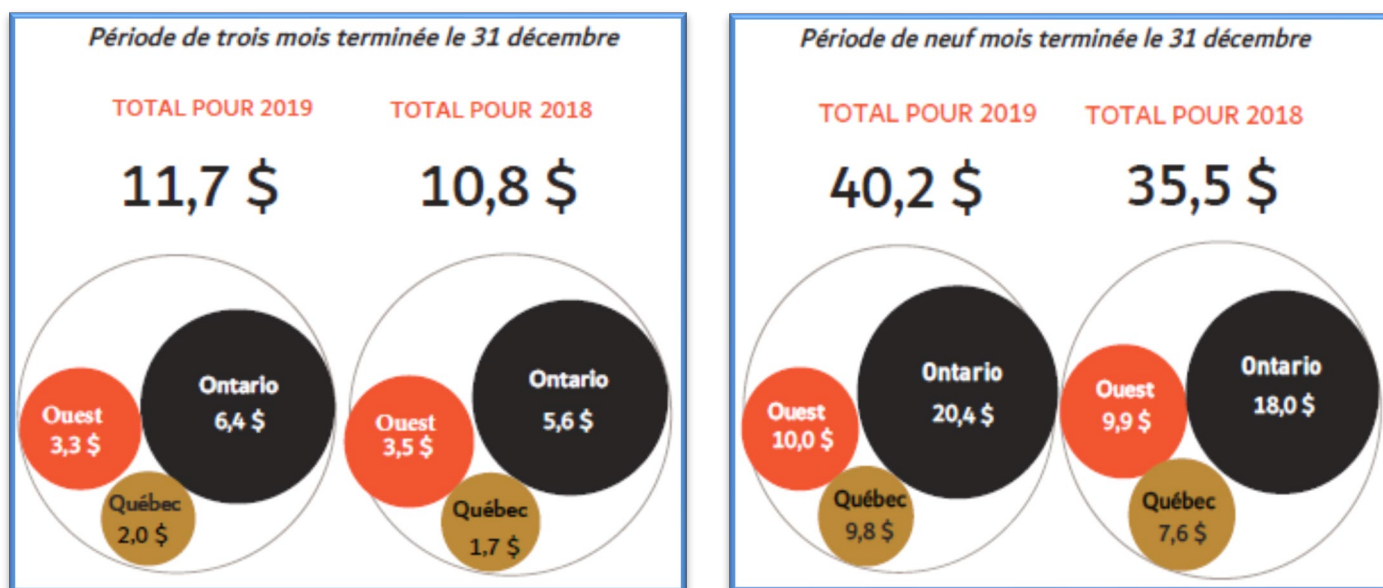 Période de trois mois terminée le 31 décembre
TOTAL POUR 2019
TOTAL POUR 2018
11,7 $
10,8 $
Ontario
6,4 $
Ouest
3,3 $
Québec
2,0 $
Ontario
5,6 $
Ouest
3,5 $
Québec
1,7 $
Période de neuf mois terminée le 31 décembre
TOTAL POUR 2019
TOTAL POUR 2018
40,2 $
35,5 $
Ontario
20,4 $
Ouest
10,0 $
Québec
9,8 $
Ontario
18,0 $
Ouest
9,9 $
Québec
7,6 $